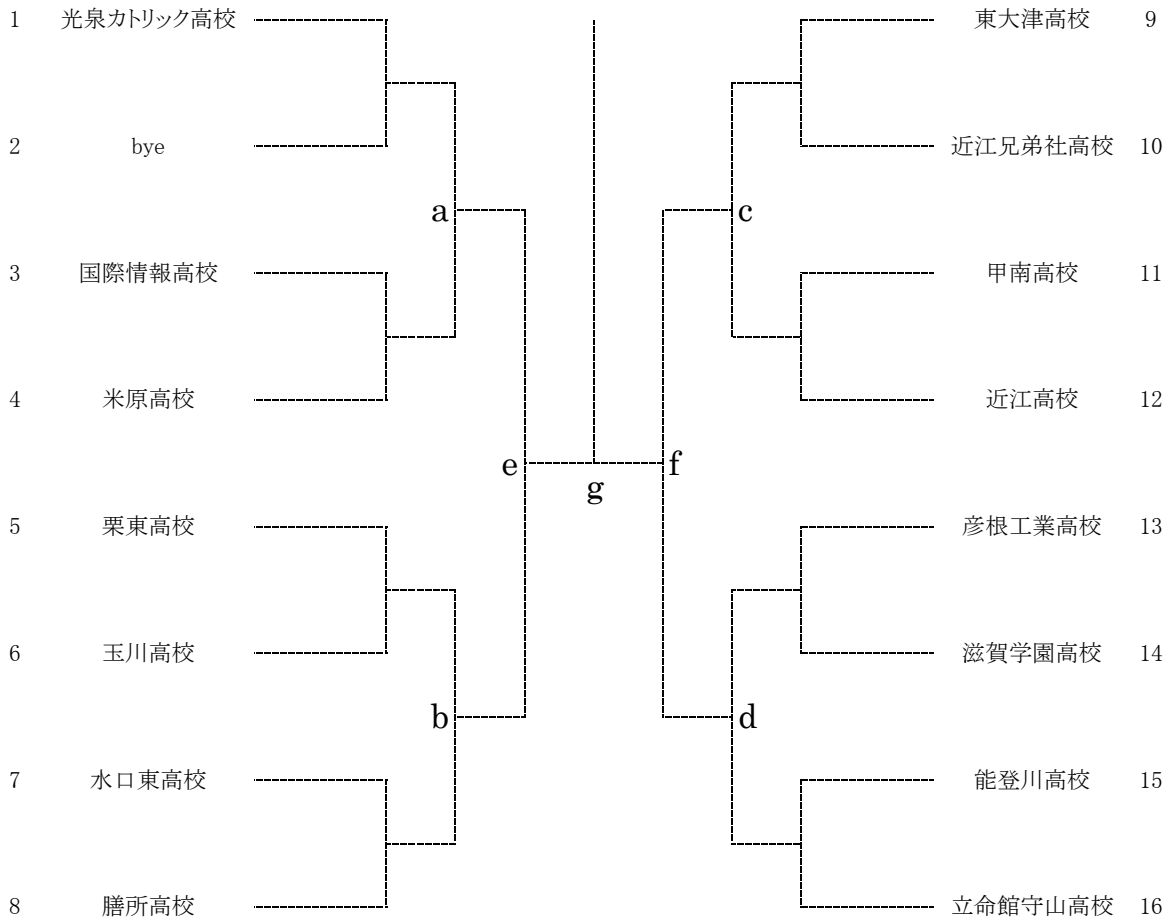 1 光泉カトリック高校 東大津高校 9
2 bye 近江兄弟社高校 10
a c
3 国際情報高校 甲南高校 11
4 米原高校 近江高校 12
e f
g
5 栗東高校 彦根工業高校 13
6 玉川高校 滋賀学園高校 14
b d
7 水口東高校 能登川高校 15
8 膳所高校 立命館守山高校 16